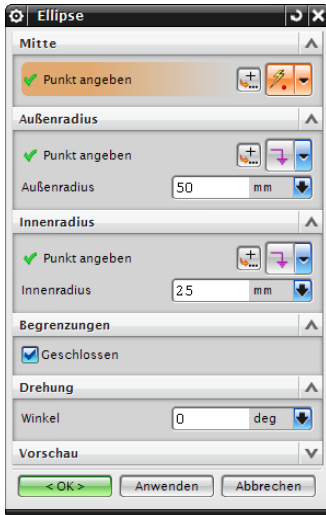 Ellipse
Mitte
Punkt angeben
Außenradius
Punkt angeben
Außenradius 50 mm
Innenradius
Punkt angeben
Innenradius 25 mm
Begrenzungen
Geschlossen
Drehung
Winkel 0 deg
Vorschau
< OK > Anwenden Abbrechen